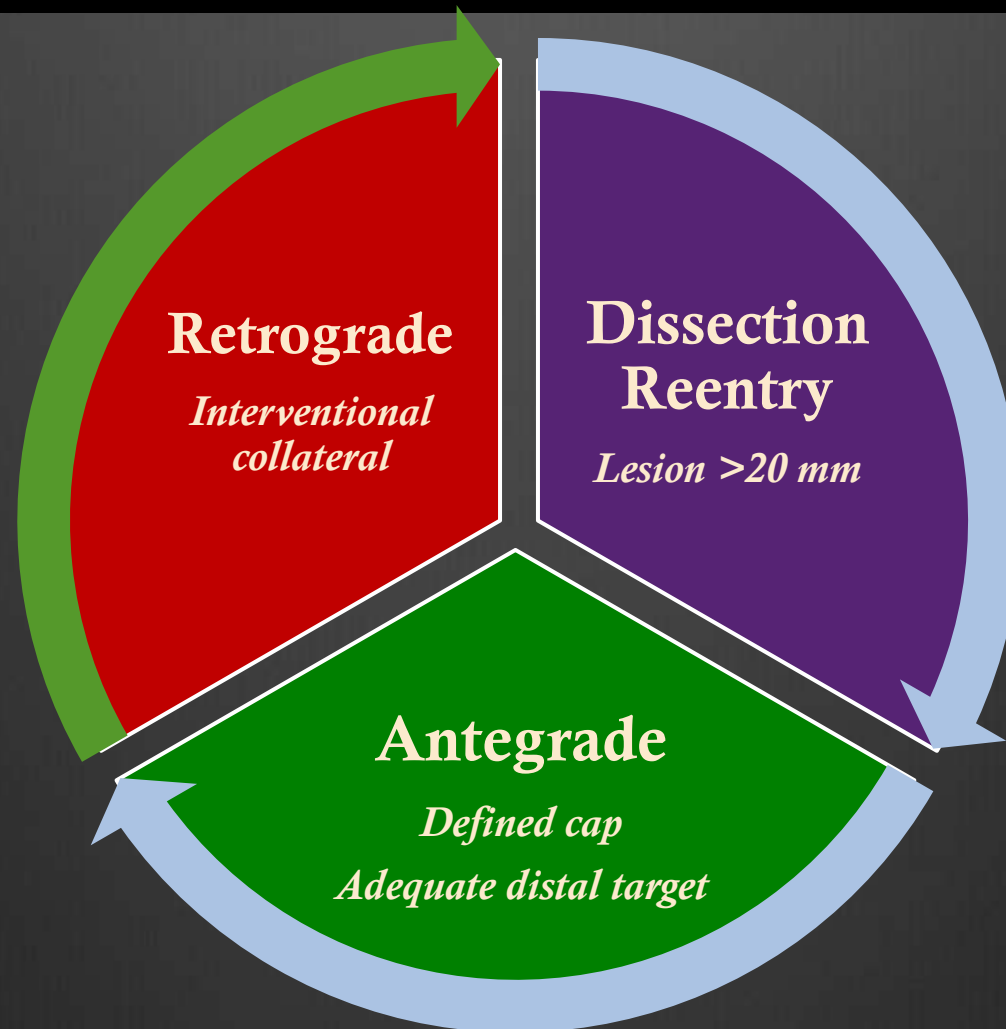 Retrograde
Interventional
collateral
Dissection
Reentry
Lesion >20 mm
Antegrade
Defined cap
Adequate distal target